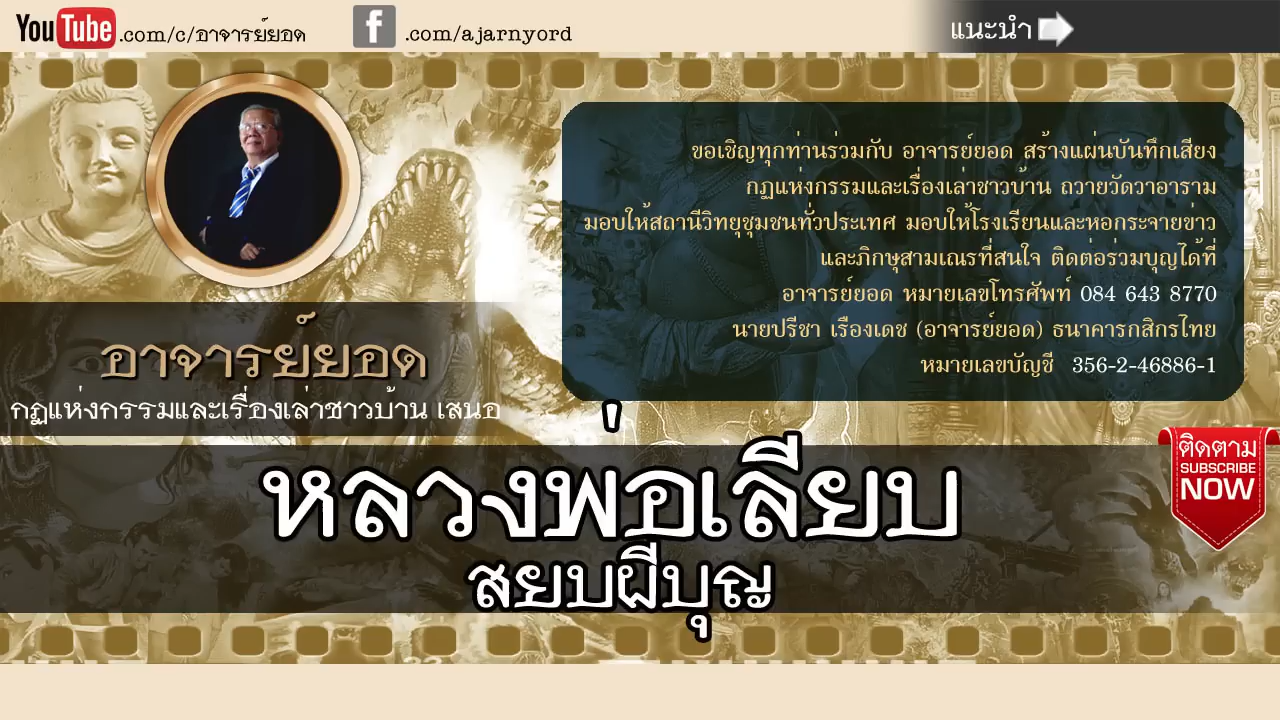 YouTube.com/c/อาจารย์ยอด
f .com/ajarnyord
แนะนำ
ขอเชิญทุกท่านร่วมกับ อาจารย์ยอด สร้างแผ่นบันทึกเสียง
กฏแห่งกรรมและเรื่องเล่าชาวบ้าน ถวายวัดวาอาราม
มอบให้สถานีวิทยุชุมชนทั่วประเทศ มอบให้โรงเรียนและหอกระจายข่าว
และภิกษุสามเณรที่สนใจ ติดต่อร่วมบุญได้ที่
อาจารย์ยอด หมายเลขโทรศัพท์ 084 643 8770
นายปรีชา เรืองเดช (อาจารย์ยอด) ธนาคารกสิกรไทย
หมายเลขบัญชี 356-2-46886-1
อาจารย์ยอด
กฏแห่งกรรมและเรื่องเล่าชาวบ้าน เสนอ
หลวงพ่อเลียบ
สยบผีบุญ
ติดตาม
SUBSCRIBE
NOW